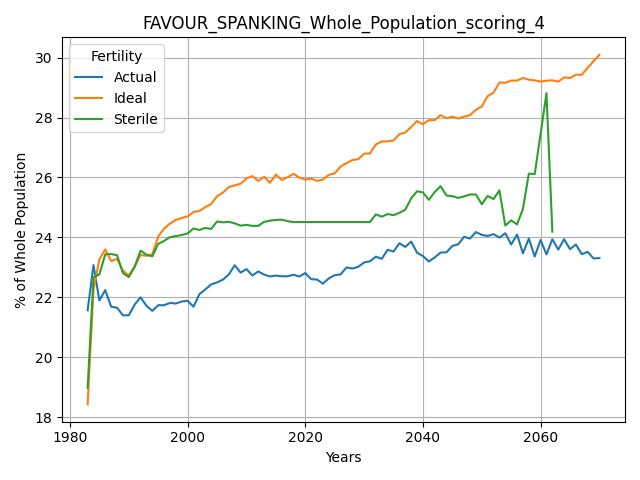 FAVOUR_SPANKING_Whole_Population_scoring_4
Fertility
Actual
Ideal
Sterile
% of Whole Population
30
28
26
24
22
20
18
1980
2000
2020
2040
2060
Years